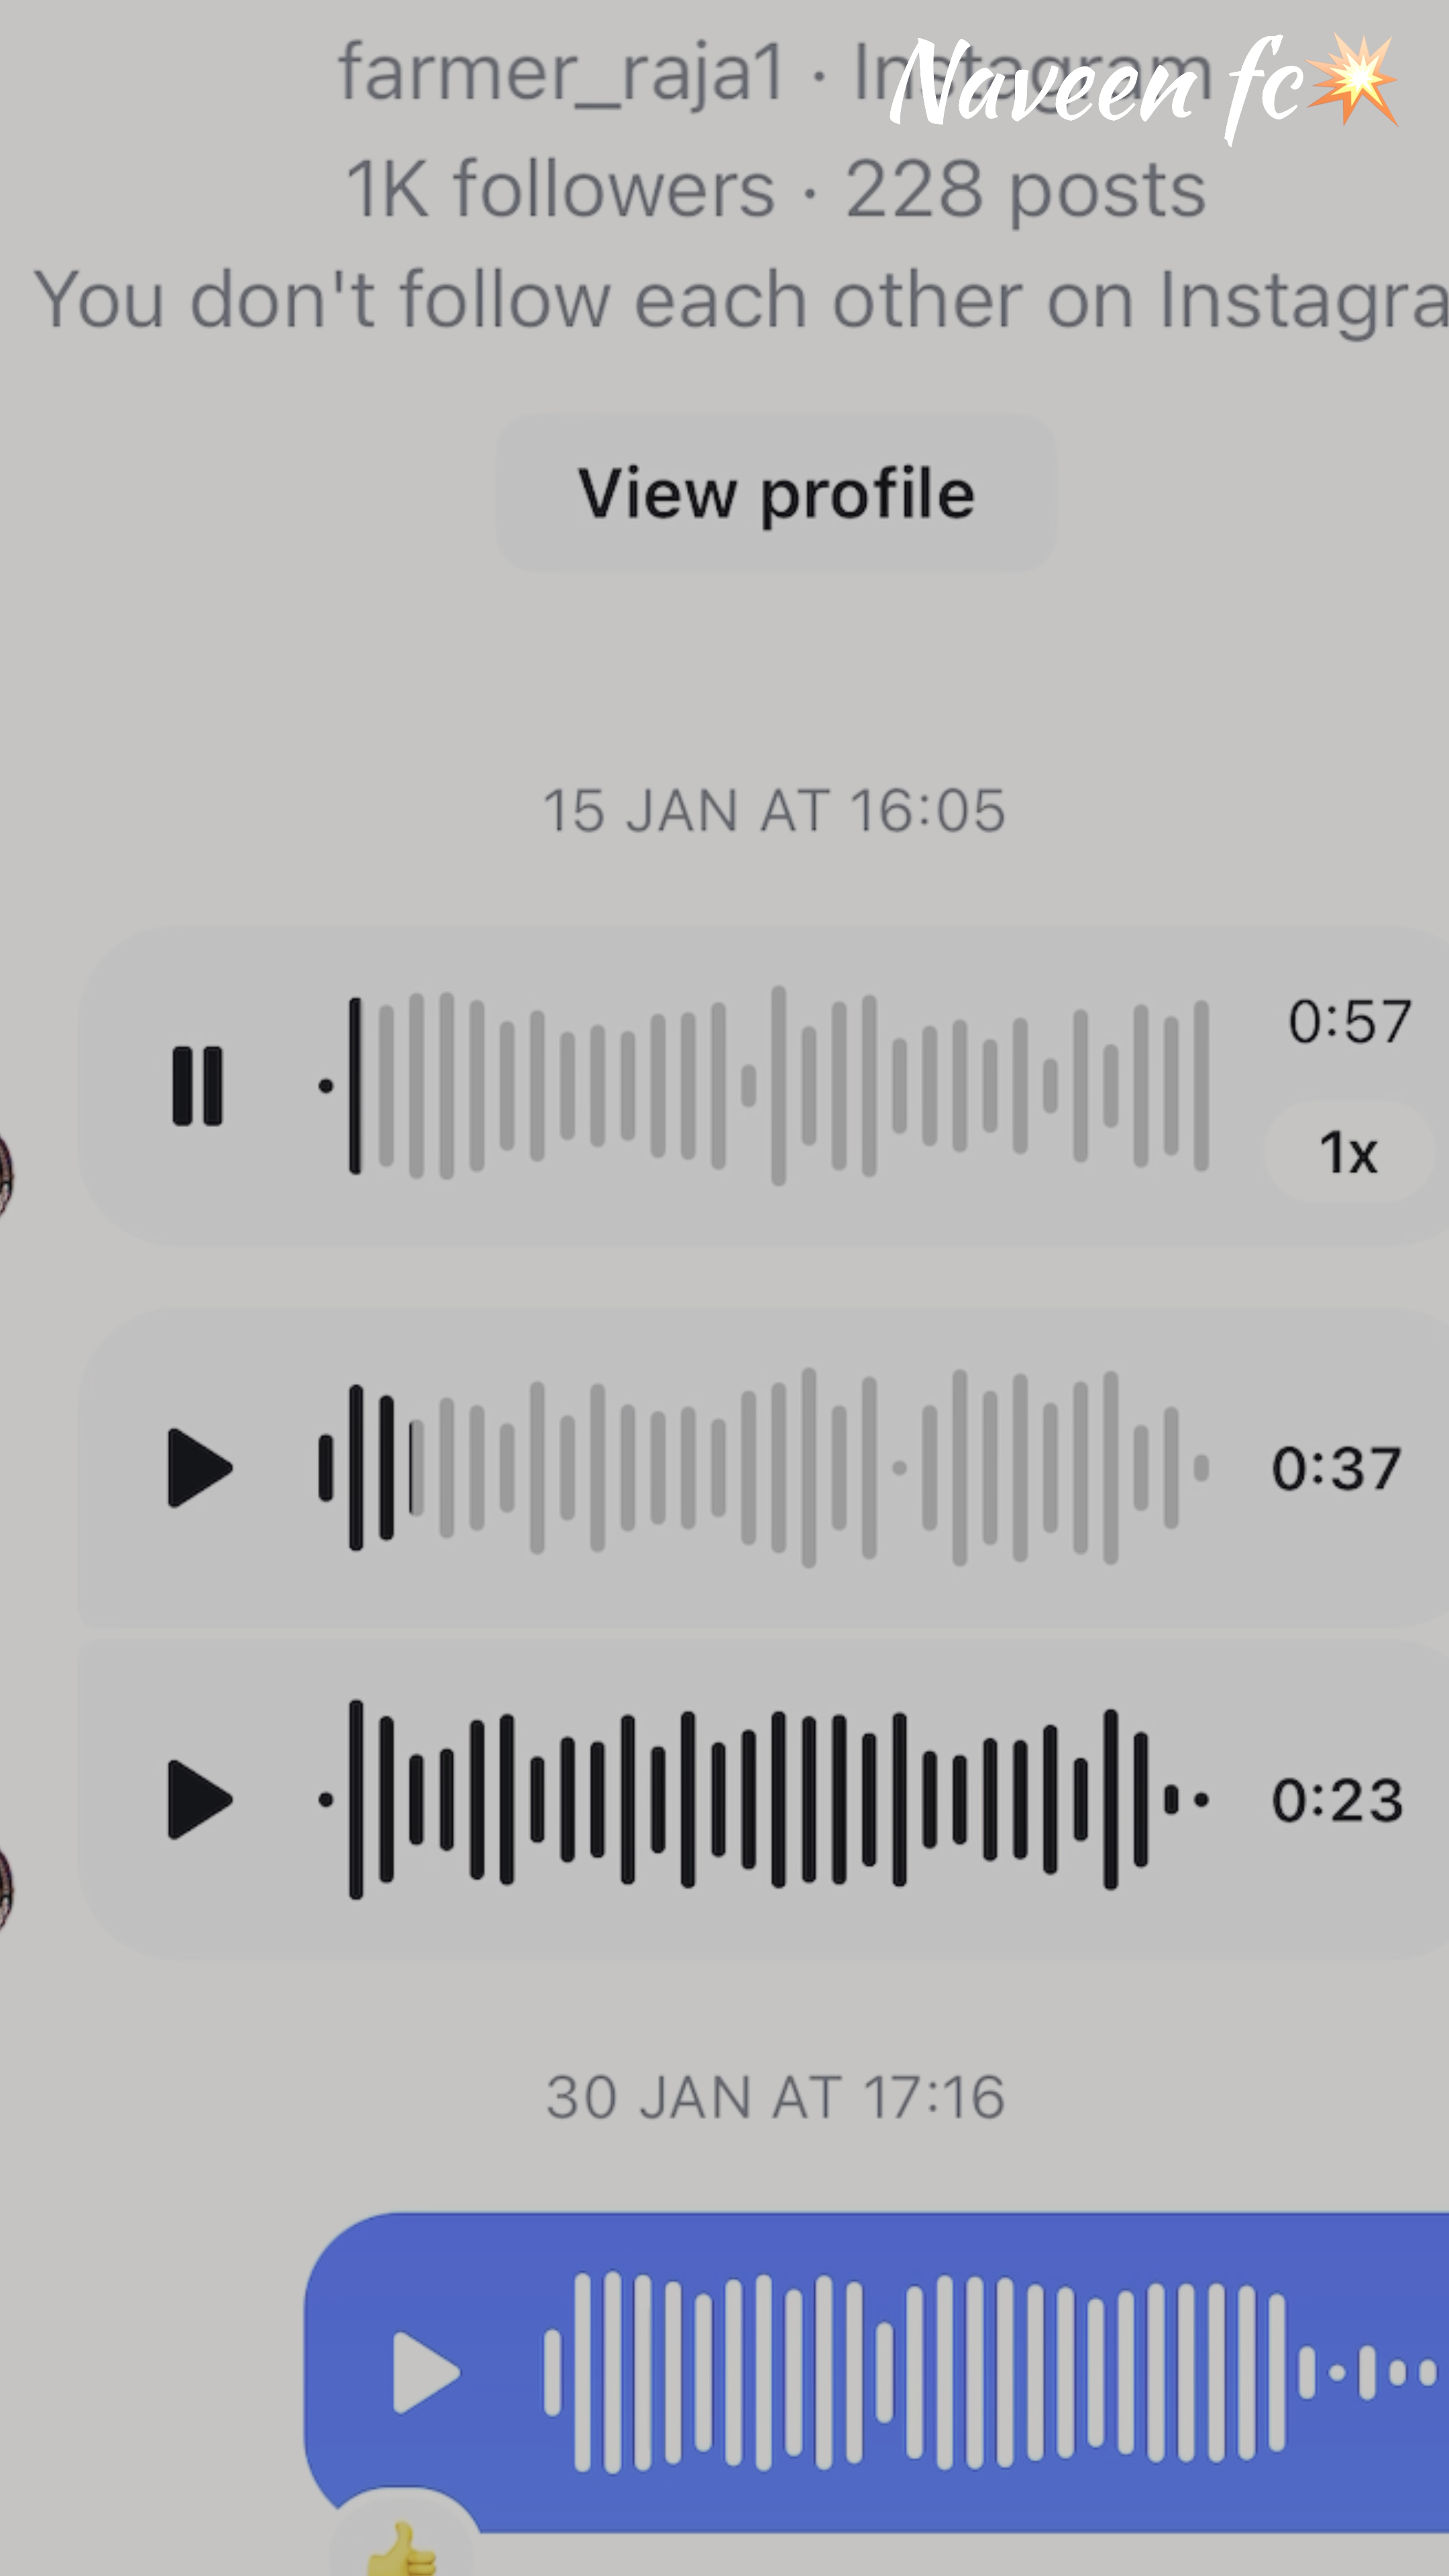 farmer_raja1 · Instagram
Naveen fc💥
1K followers · 228 posts
You don't follow each other on Instagra
View profile
15 JAN AT 16:05
0:57
1x
0:37
0:23
30 JAN AT 17:16